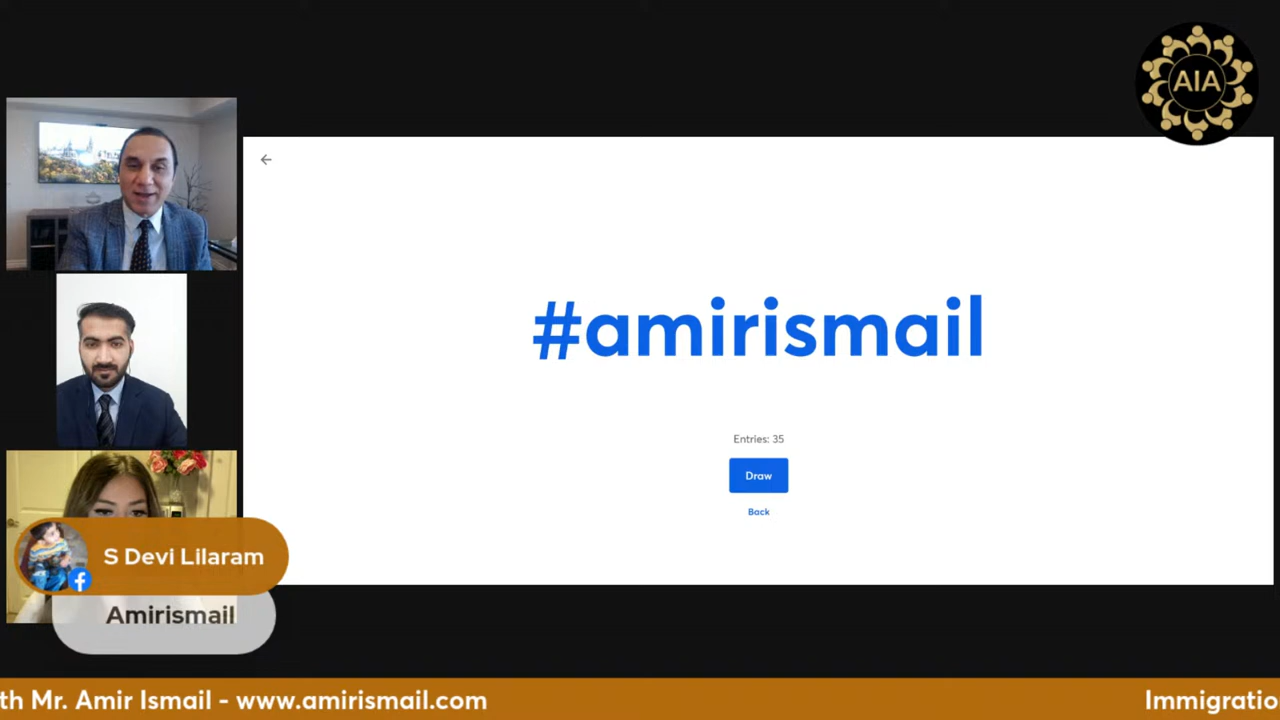 AIA
←
#amirismail
Entries: 35
Draw
Back
S Devi Lilaram
Amirismail
th Mr. Amir Ismail - www.amirismail.com
Immigratio